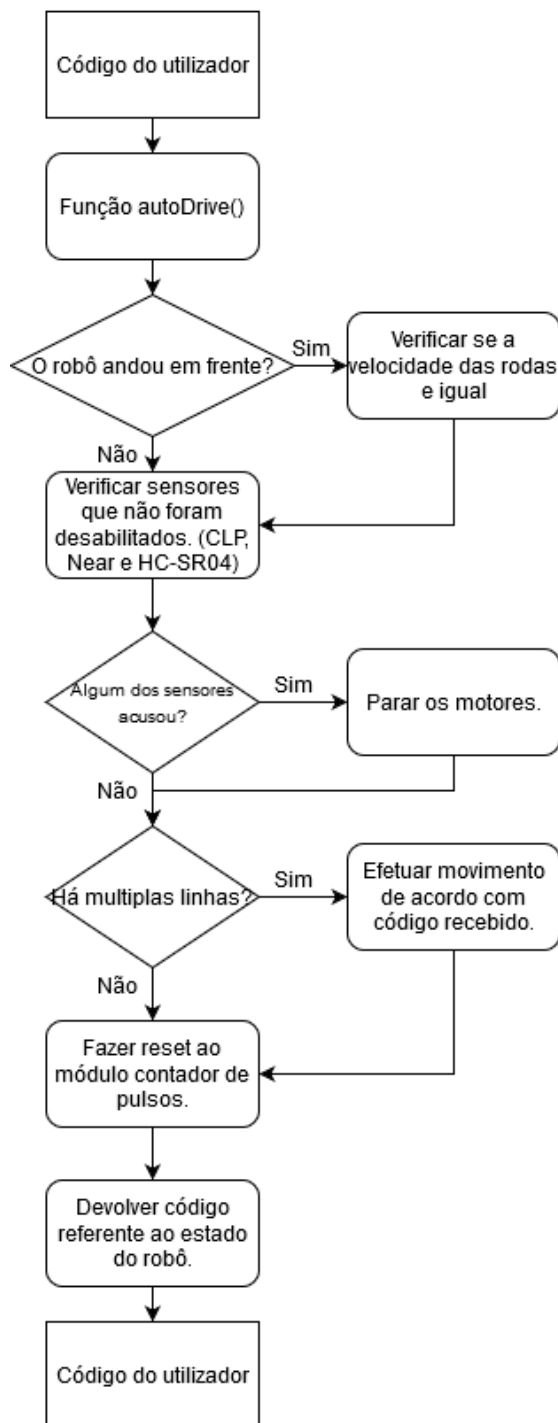 Código do utilizador
Função autoDrive()
O robô andou em frente?
Sim
Verificar se a
velocidade das rodas
e igual
Não
Verificar sensores
que não foram
desabilitados. (CLP,
Near e HC-SR04)
Algum dos sensores
acusou?
Sim
Parar os motores.
Não
Há multiplas linhas?
Sim
Efetuar movimento
de acordo com
código recebido.
Não
Fazer reset ao
módulo contador de
pulsos.
Devolver código
referente ao estado
do robô.
Código do utilizador